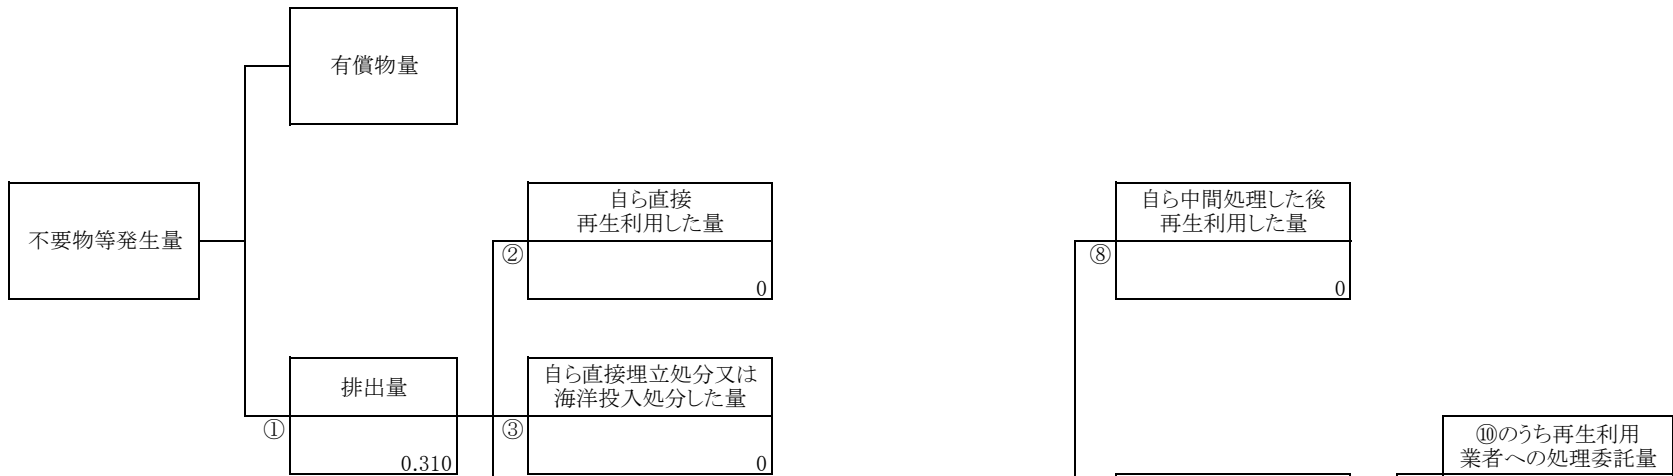 有償物量
不要物等発生量
自ら直接
再生利用した量
②
0
自ら中間処理した後
再生利用した量
⑧
0
排出量
①
0.310
自ら直接埋立処分又は
海洋投入処分した量
③
0
⑩のうち再生利用
業者への処理委託量